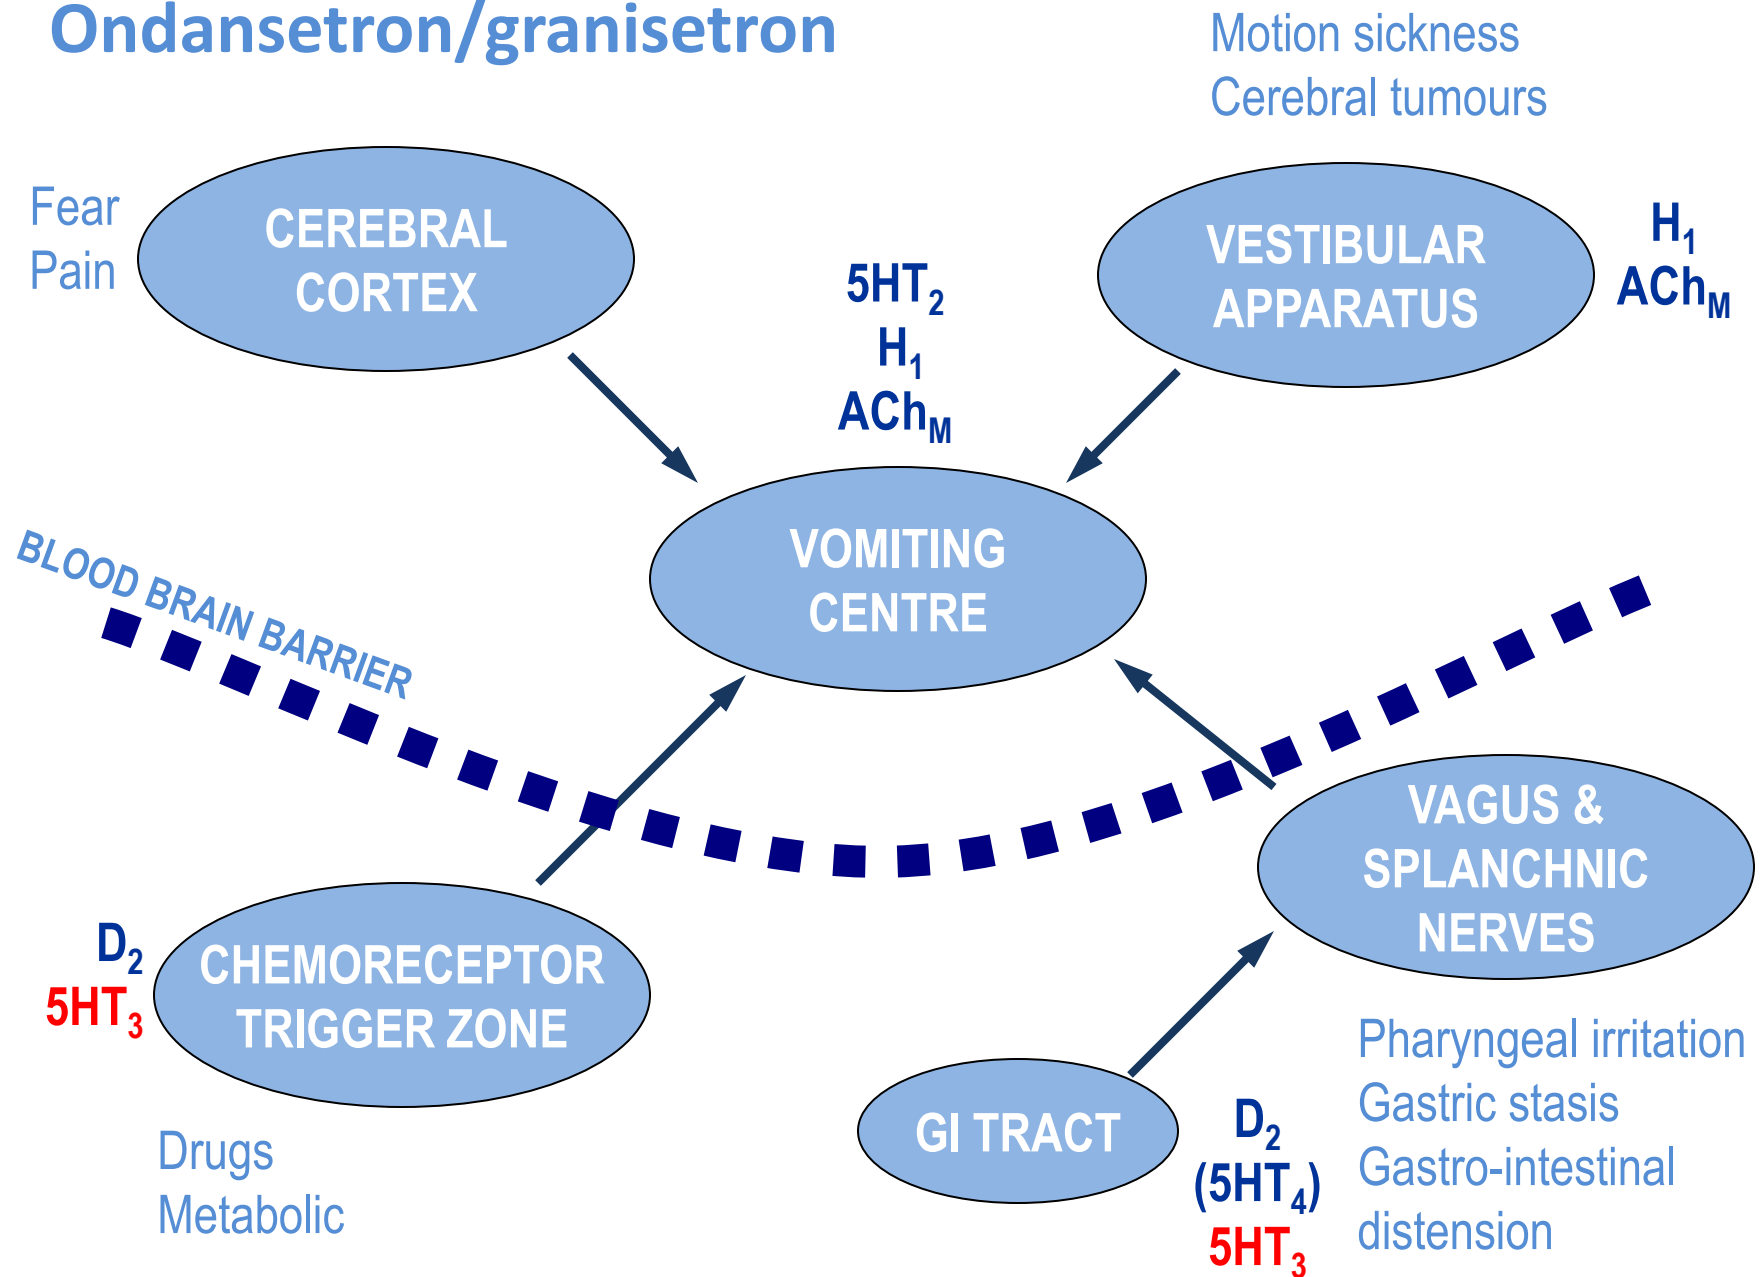 Ondansetron/granisetron
Motion sickness
Cerebral tumours
Fear
Pain
CEREBRAL
CORTEX
5HT₂
H₁
AChM
VESTIBULAR
APPARATUS
H₁
AChM
VOMITING
CENTRE
BLOOD BRAIN BARRIER
D₂
5HT₃
CHEMORECEPTOR
TRIGGER ZONE
Drugs
Metabolic
VAGUS &
SPLANCHNIC
NERVES
GI TRACT
D₂
(5HT₄)
5HT₃
Pharyngeal irritation
Gastric stasis
Gastro-intestinal
distension